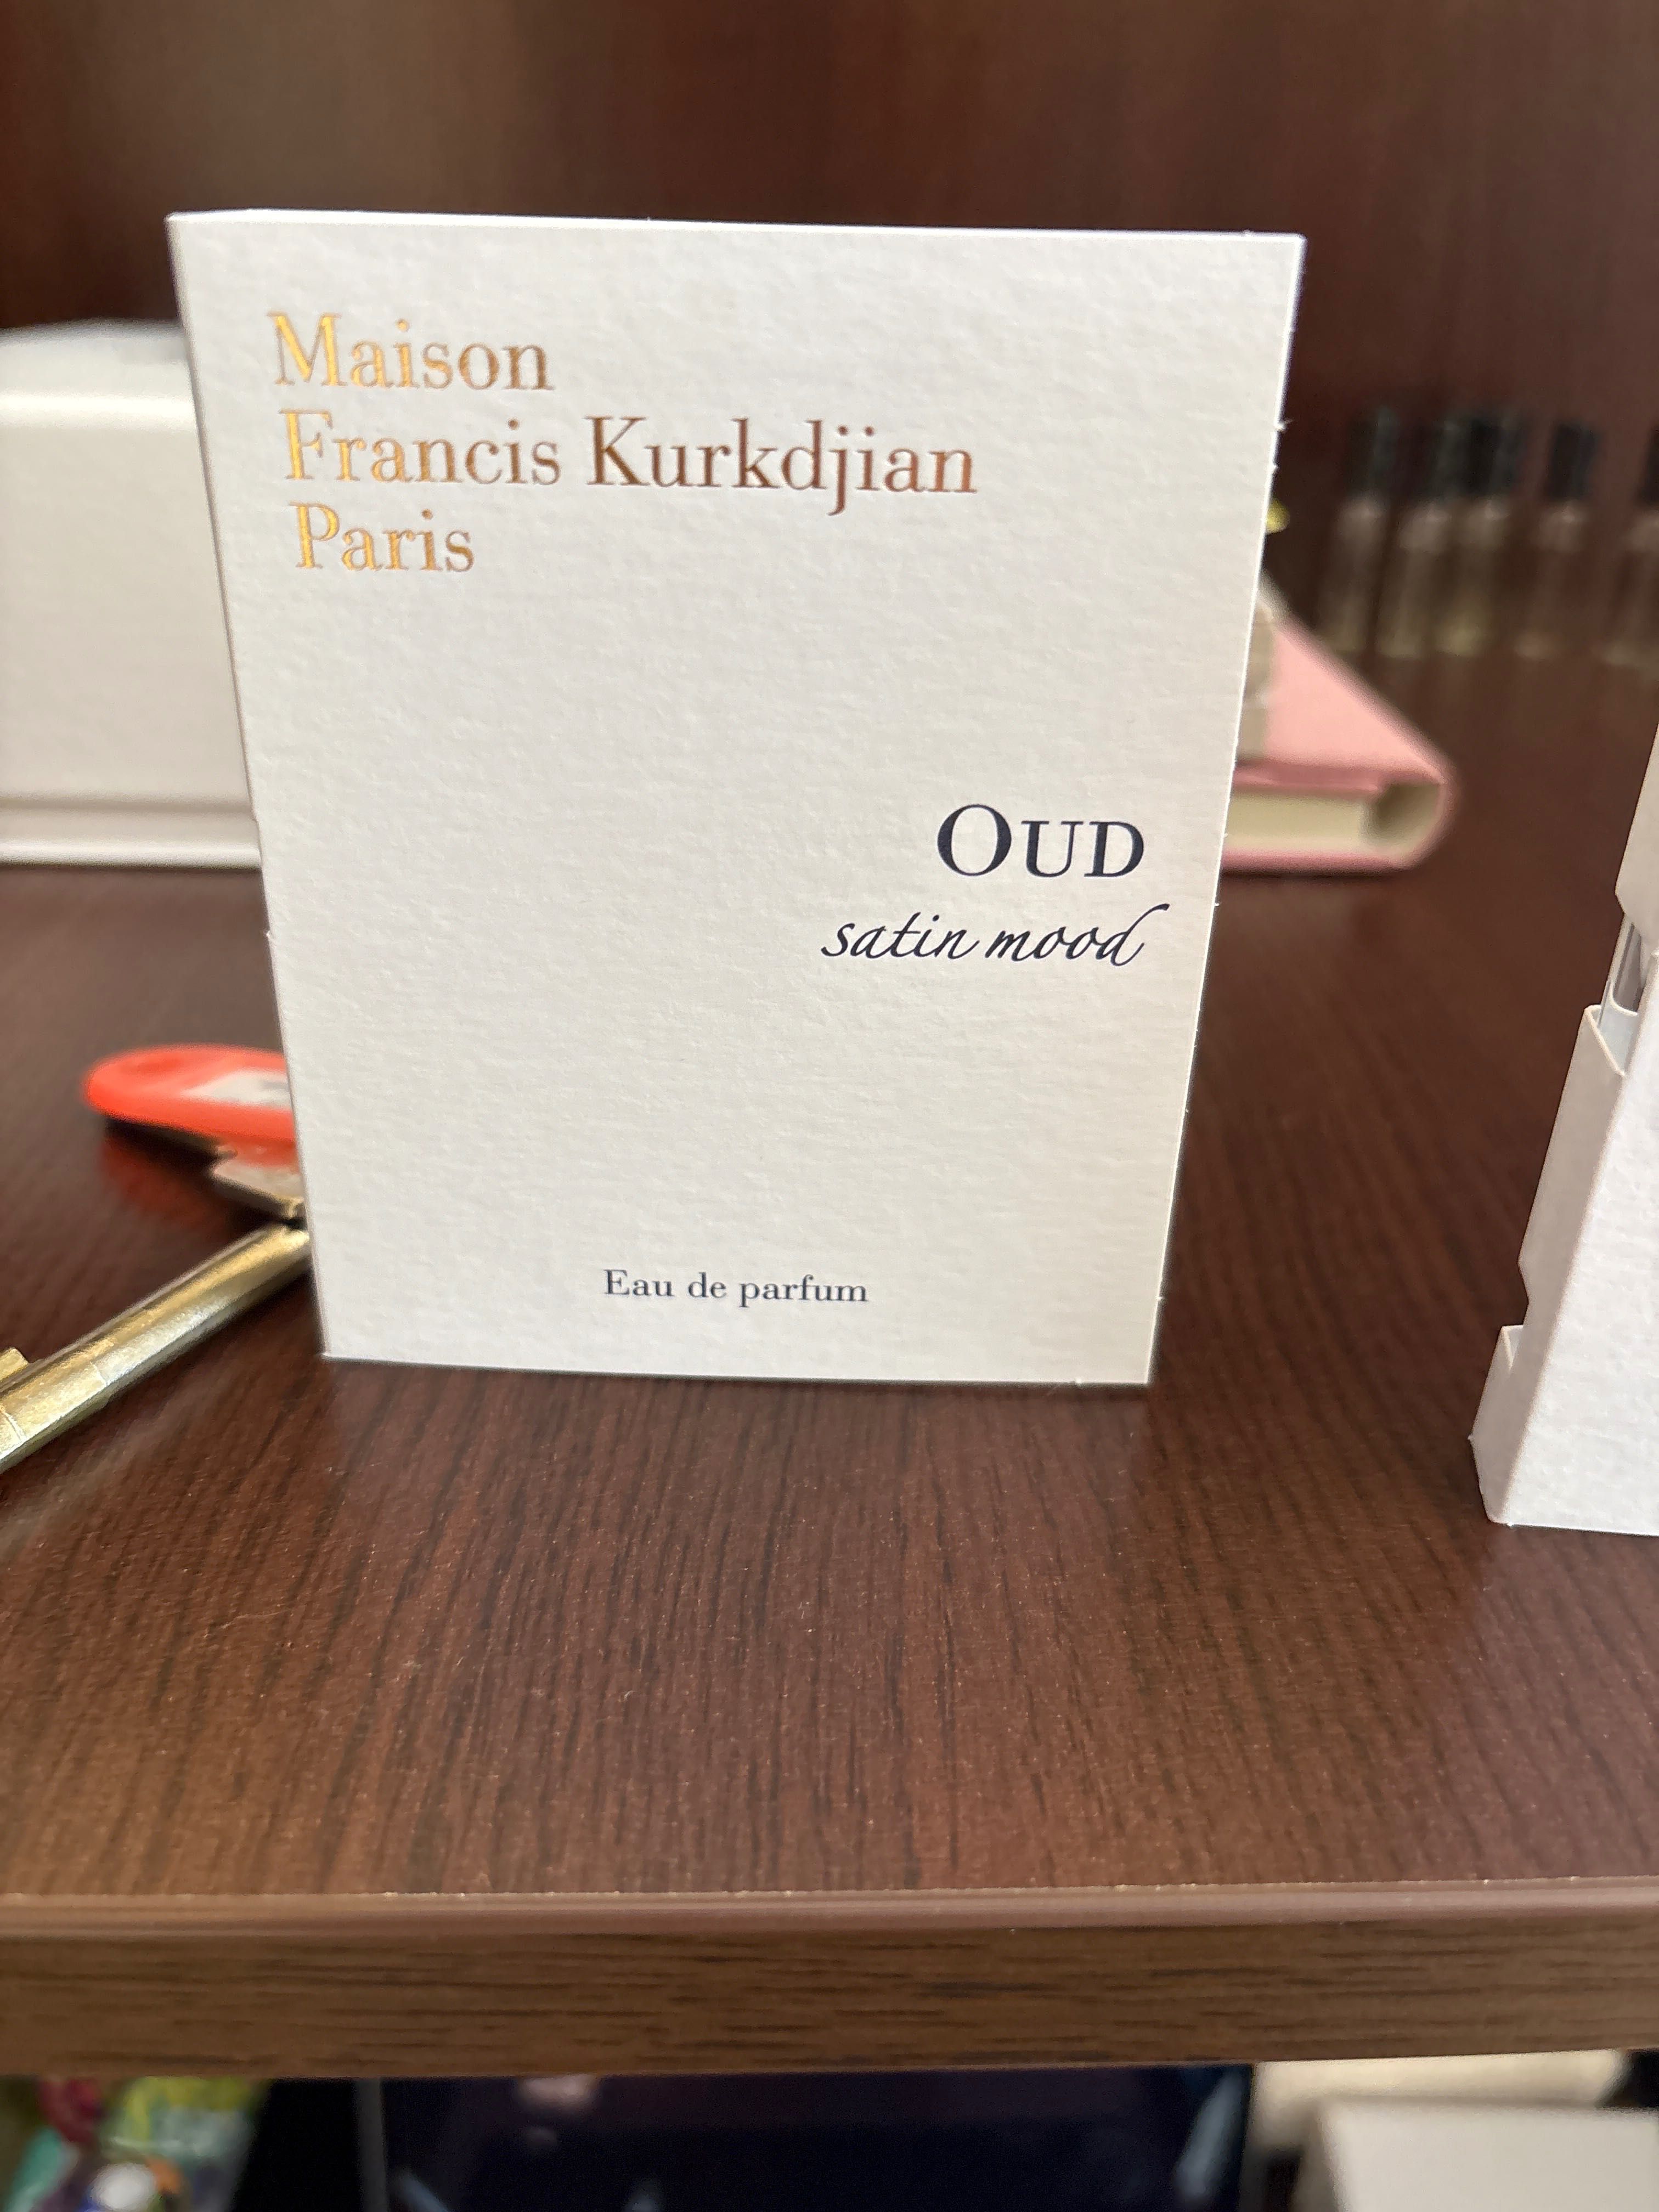 Maison
Francis Kurkdjian
Paris
OUD
satin mood
Eau de parfum